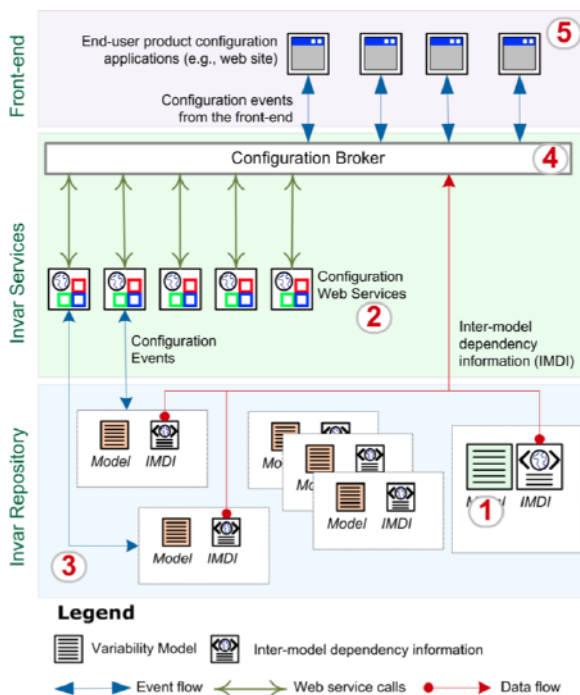 Front-end
End-user product configuration
applications (e.g., web site)
5
Configuration events
from the front-end
Configuration Broker
4
Invar Services
Configuration
Web Services
2
Configuration
Events
Inter-model
dependency
information (IMDI)
Invar Repository
Model IMDI
Model
Model
Model IMDI
Model IMDI
1
3
Model IMDI
Legend
Variability Model
Inter-model dependency information
Event flow
Web service calls
Data flow